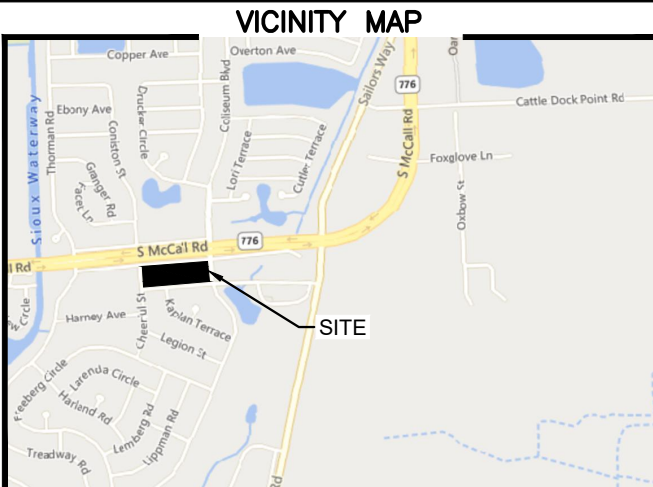 VICINITY MAP
Copper Ave
Overton Ave
Sailors Way
776
Cattle Dock Point Rd
Sioux Waterway
Thorman Rd
Ebony Ave
Drucker Circle
Coliseum Blvd
Coniston St
Granger Rd
Facet Ln
Lori Terrace
Cutler Terrace
S McCall Rd
Foxglove Ln
Oxbow St
S McCall Rd
776
Rd
SITE
Harney Ave
Cheerful St
Kaplan Terrace
Legion St
Circle
Freeberg Circle
Larenda Circle
Harland Rd
Lemberg Rd
Lippman Rd
Treadway Rd
Rd